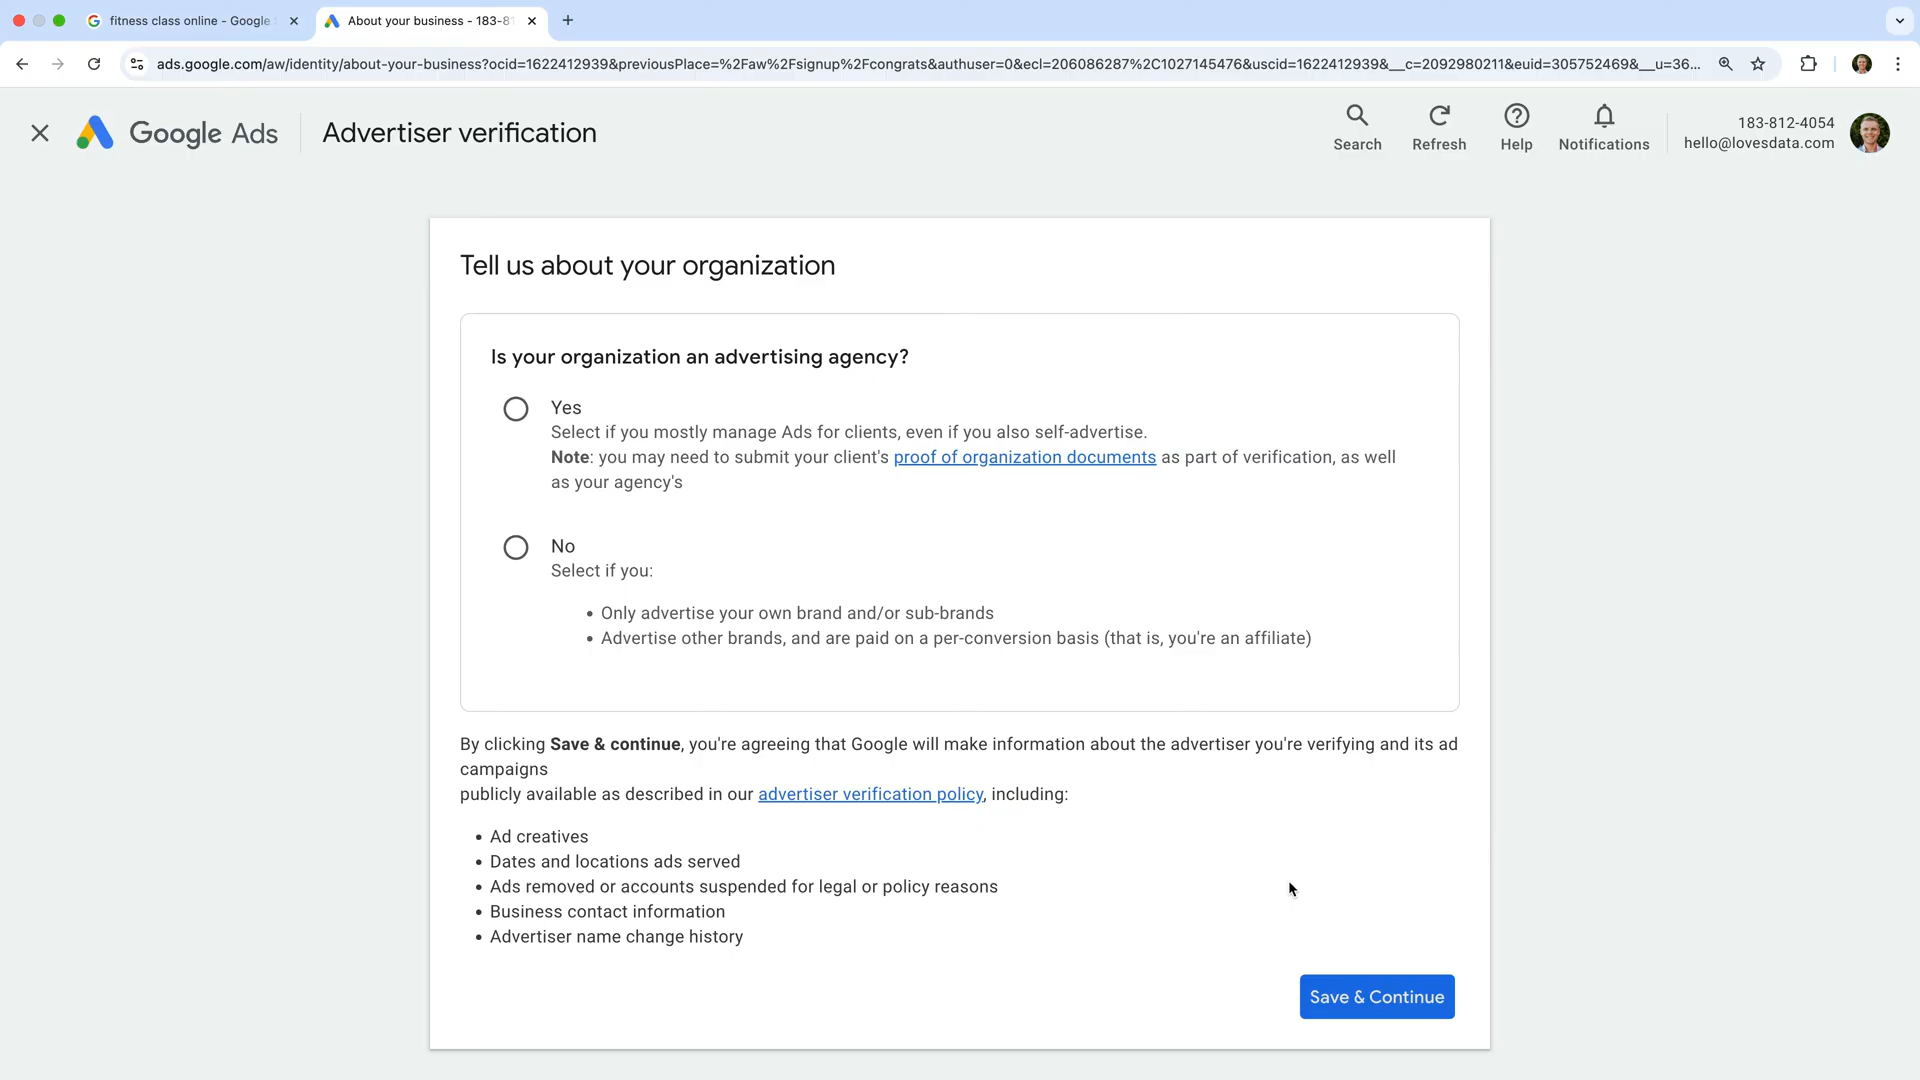 fitness class online - Google
About your business - 183-81
ads.google.com/aw/identity/about-your-business?ocid=1622412939&previousPlace=%2Faw%2Fsignup%2Fcongrats&authuser=0&ecl=206086287%2C1027145476&uscid=1622412939&__c=2092980211&euid=305752469&__u=36...
Google Ads
Advertiser verification
Search
Refresh
Help
Notifications
183-812-4054
hello@lovesdata.com
Tell us about your organization
Is your organization an advertising agency?
Yes
Select if you mostly manage Ads for clients, even if you also self-advertise.
Note: you may need to submit your client's proof of organization documents as part of verification, as well
as your agency's
No
Select if you:
• Only advertise your own brand and/or sub-brands
• Advertise other brands, and are paid on a per-conversion basis (that is, you're an affiliate)
By clicking Save & continue, you're agreeing that Google will make information about the advertiser you're verifying and its ad
campaigns
publicly available as described in our advertiser verification policy, including:
• Ad creatives
• Dates and locations ads served
• Ads removed or accounts suspended for legal or policy reasons
• Business contact information
• Advertiser name change history
Save & Continue